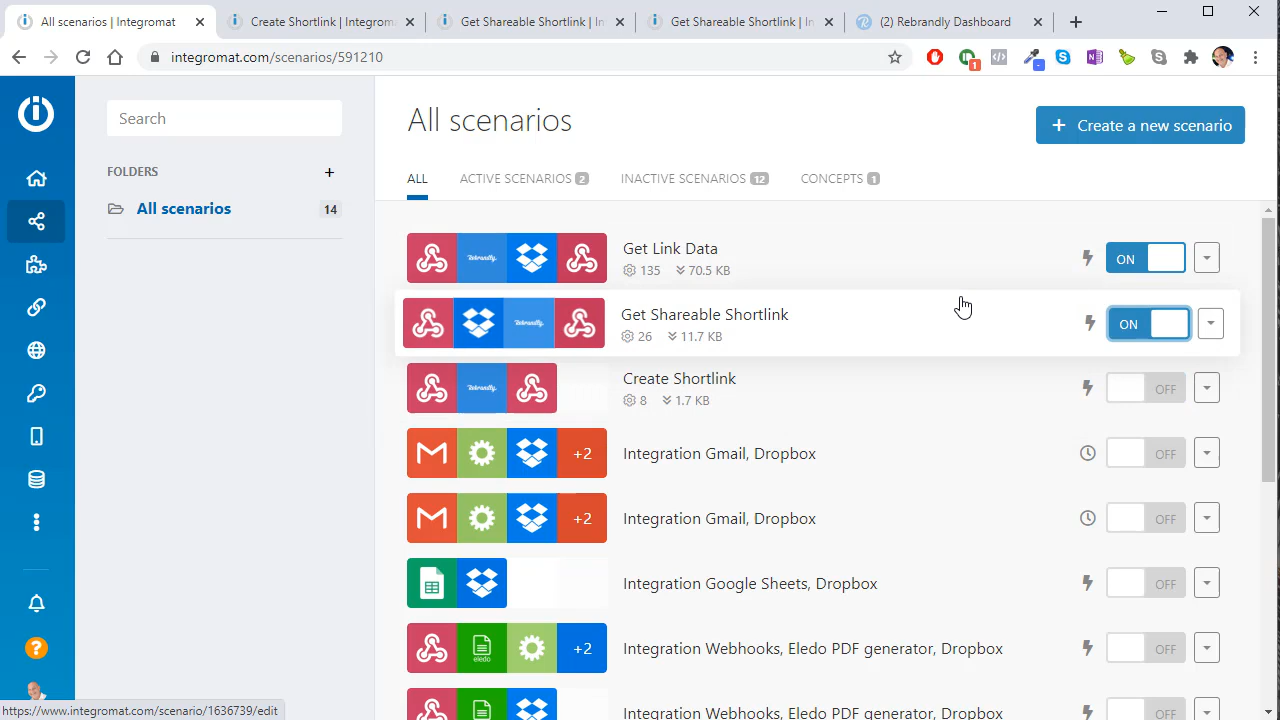 All scenarios | Integromat
Create Shortlink | Integrom
Get Shareable Shortlink | In
Get Shareable Shortlink | In
(2) Rebrandly Dashboard
integromat.com/scenarios/591210
1
Search
FOLDERS
+
All scenarios
14
All scenarios
+ Create a new scenario
ALL
ACTIVE SCENARIOS 2
INACTIVE SCENARIOS 12
CONCEPTS 1
Rebrandly.
Get Link Data
135
70.5 KB
ON
Rebrandly.
Get Shareable Shortlink
26
11.7 KB
ON
Rebrandly.
Create Shortlink
8
1.7 KB
OFF
+2
Integration Gmail, Dropbox
OFF
+2
Integration Gmail, Dropbox
OFF
Integration Google Sheets, Dropbox
OFF
eledo
+2
Integration Webhooks, Eledo PDF generator, Dropbox
OFF
Integration Webhooks, Eledo PDF generator, Dropbox
OFF
?
https://www.integromat.com/scenario/1636739/edit